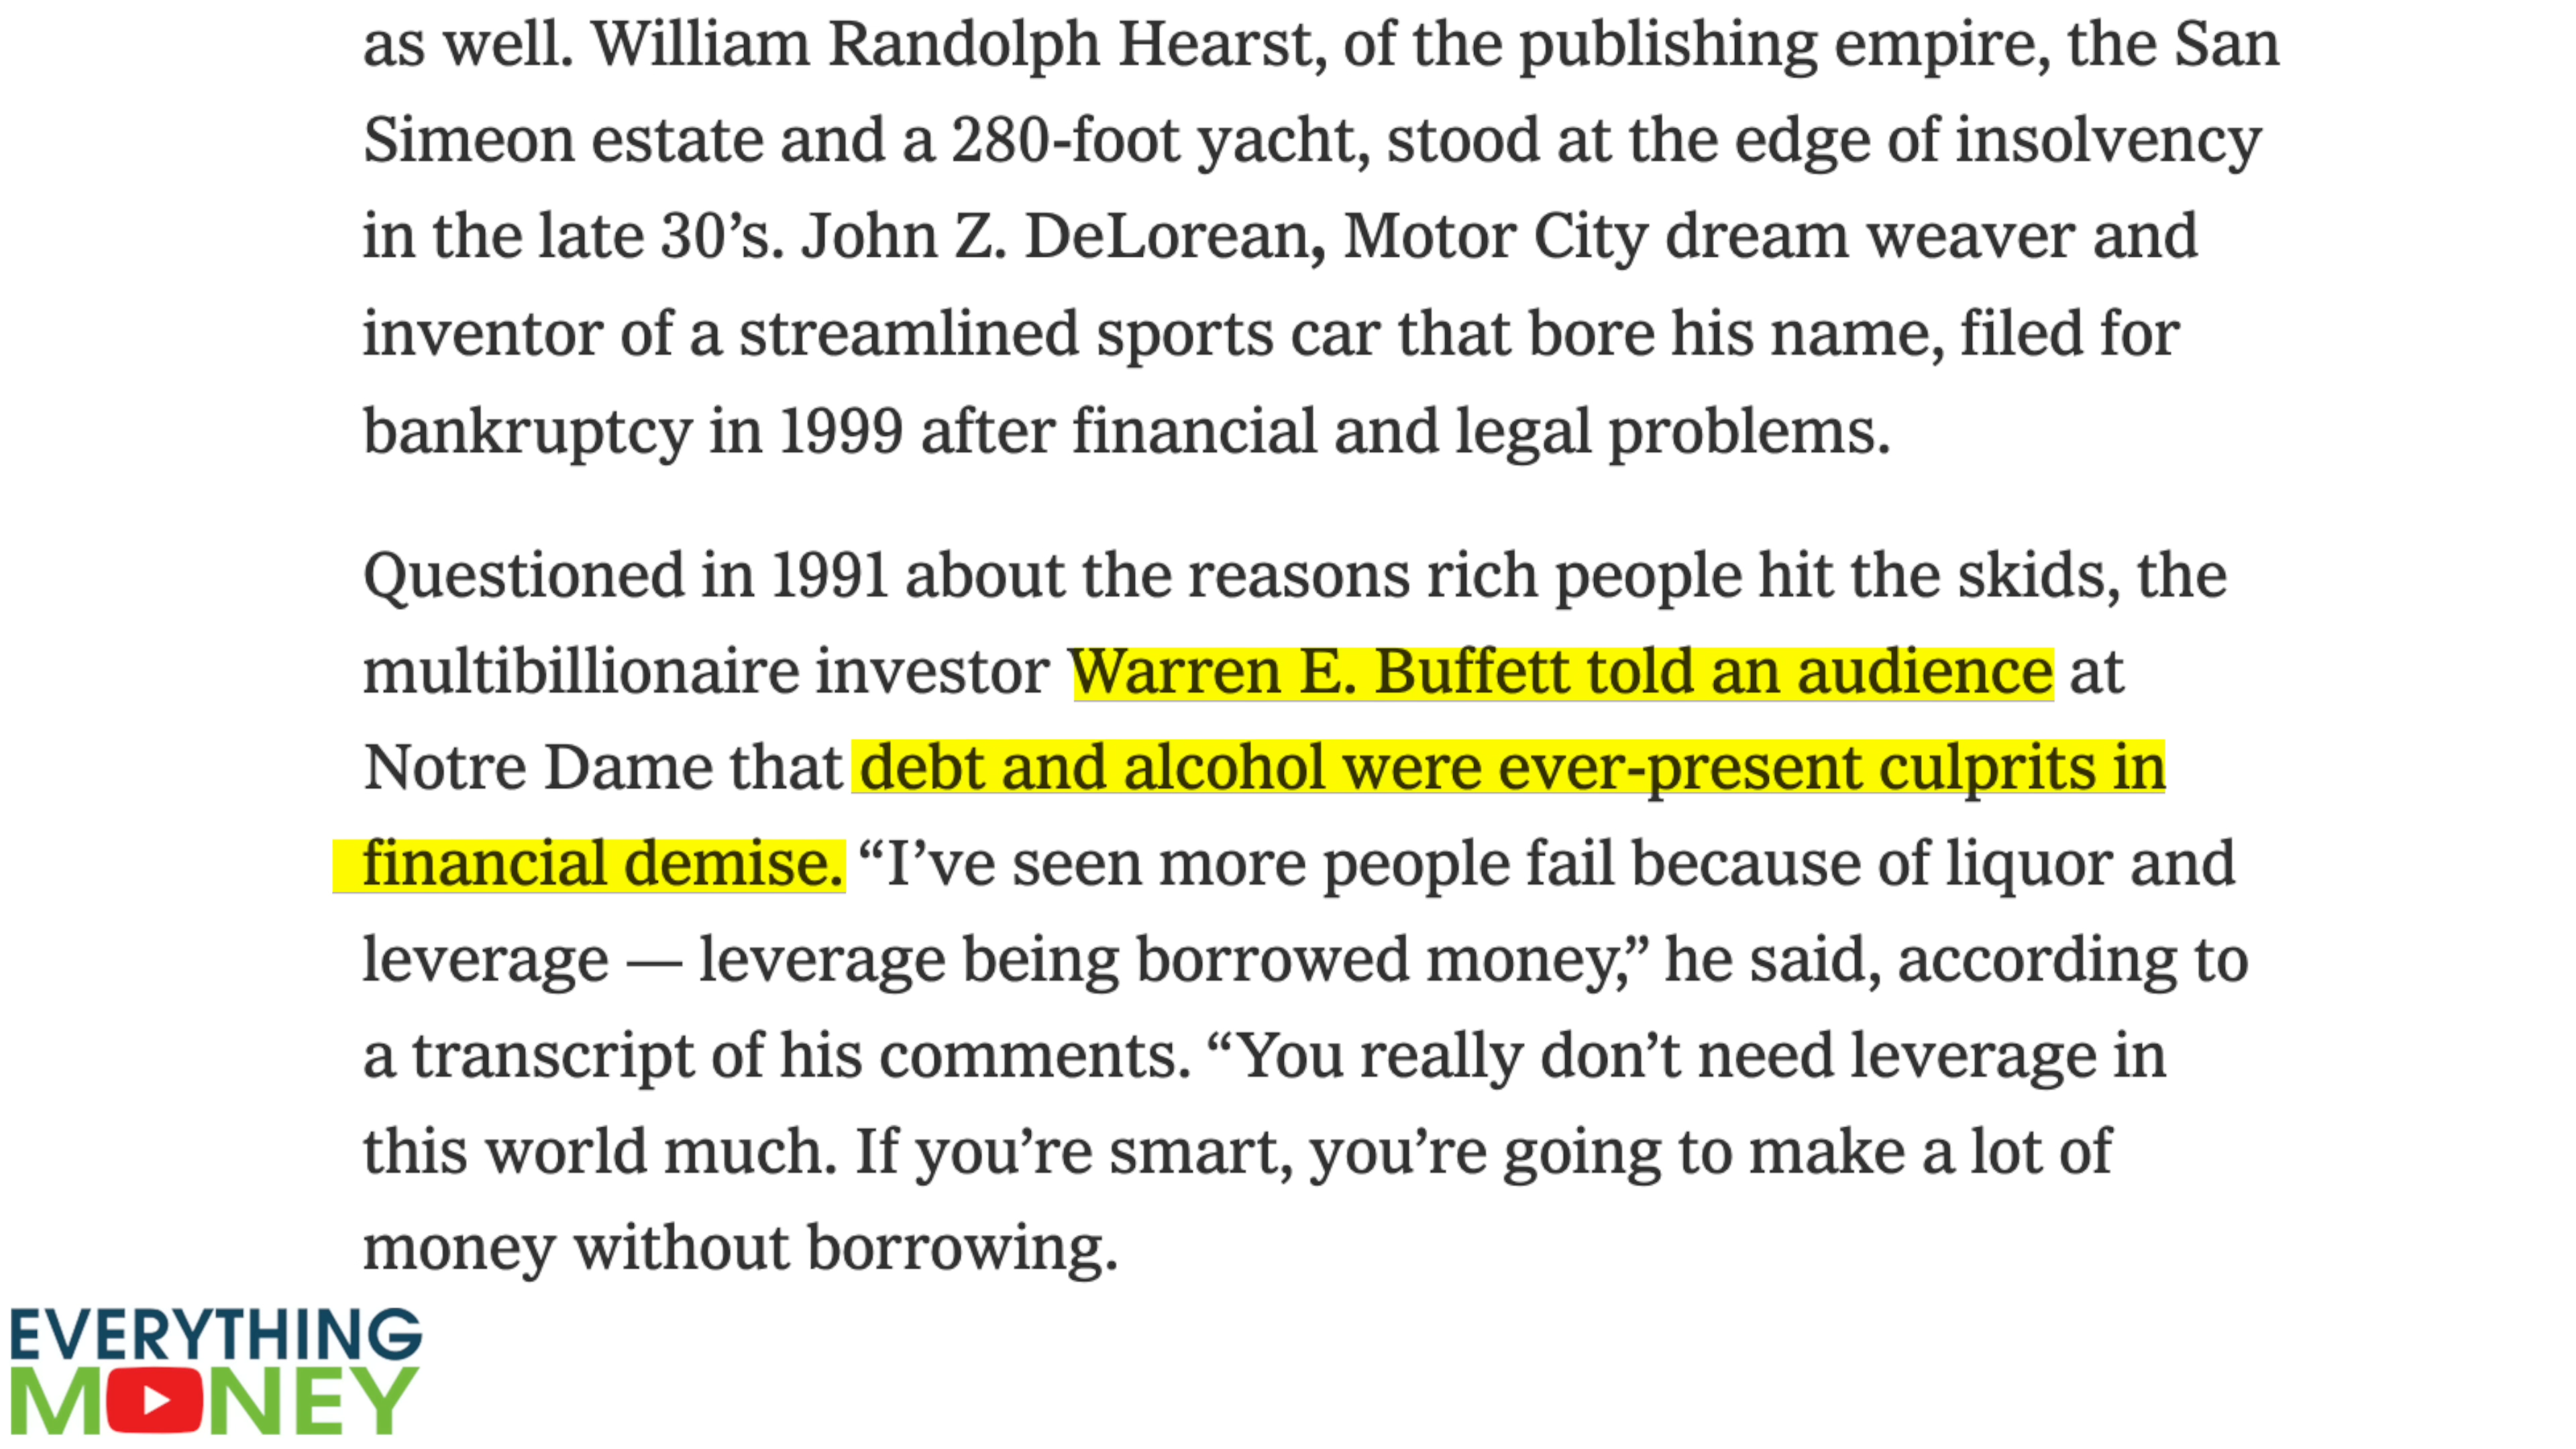 as well. William Randolph Hearst, of the publishing empire, the San
Simeon estate and a 280-foot yacht, stood at the edge of insolvency
in the late 30’s. John Z. DeLorean, Motor City dream weaver and
inventor of a streamlined sports car that bore his name, filed for
bankruptcy in 1999 after financial and legal problems.
Questioned in 1991 about the reasons rich people hit the skids, the
multibillionaire investor Warren E. Buffett told an audience at
Notre Dame that debt and alcohol were ever-present culprits in
financial demise. “I’ve seen more people fail because of liquor and
leverage — leverage being borrowed money,” he said, according to
a transcript of his comments. “You really don’t need leverage in
this world much. If you’re smart, you’re going to make a lot of
money without borrowing.
EVERYTHING
MONEY